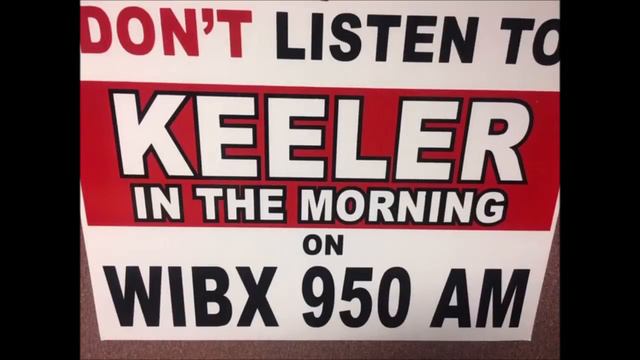 DON'T LISTEN TO
KEELER
IN THE MORNING
ON
WIBX 950 AM